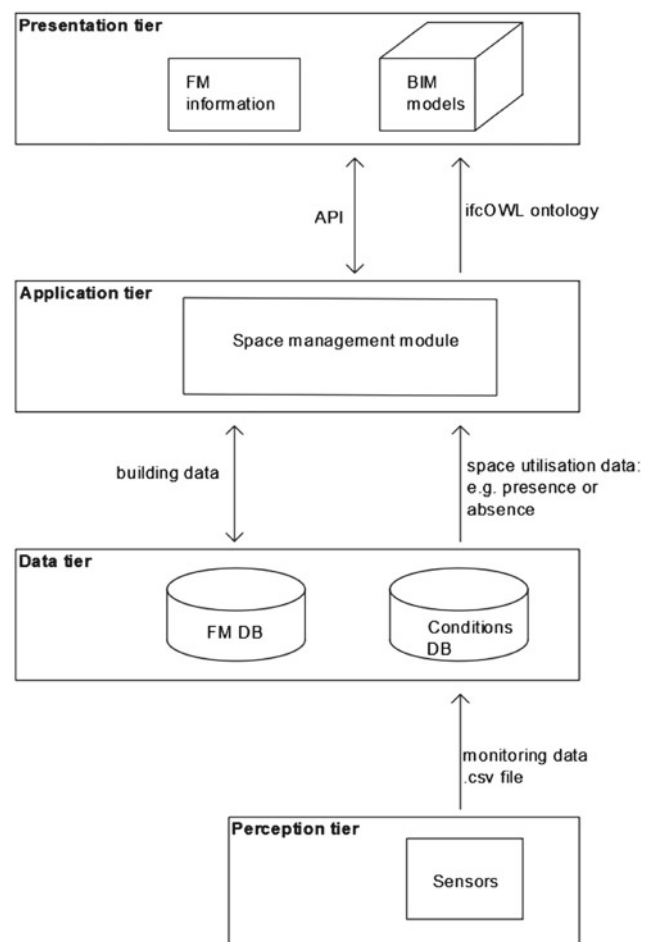 Presentation tier
FM
information
BIM
models
API
ifcOWL ontology
Application tier
Space management module
building data
space utilisation data:
e.g. presence or
absence
Data tier
FM DB
Conditions
DB
monitoring data
.csv file
Perception tier
Sensors